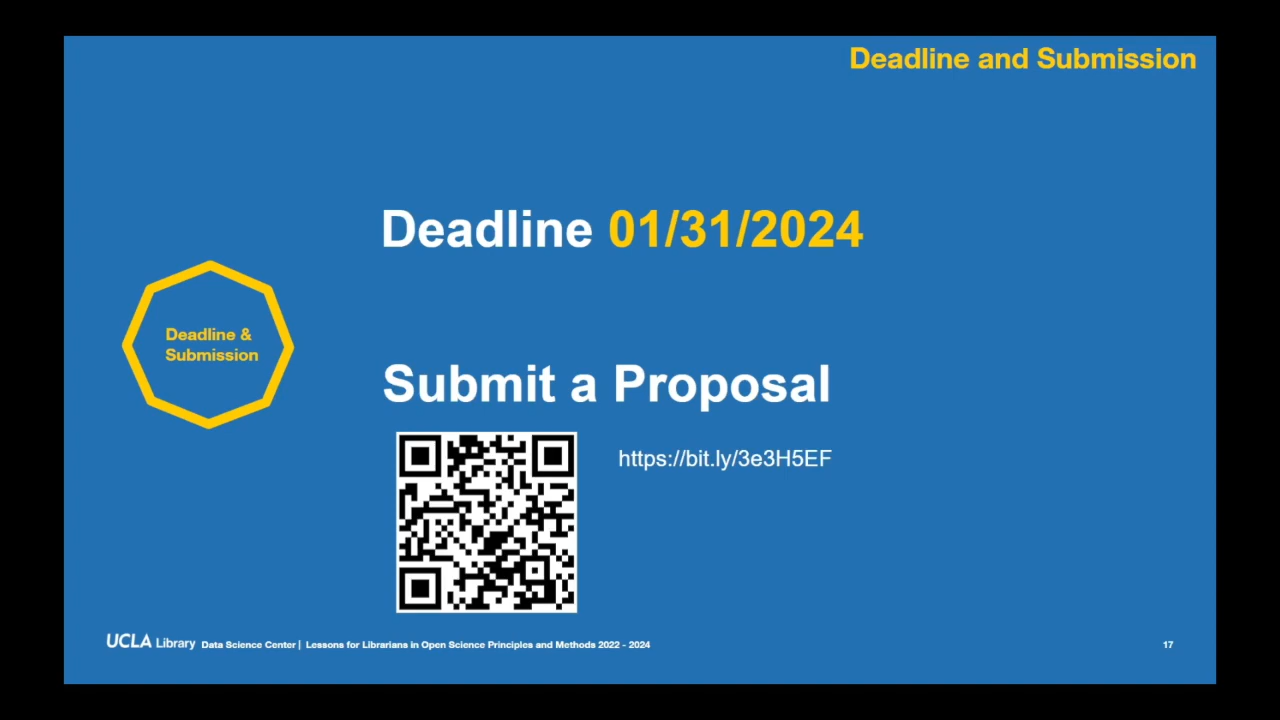 Deadline and Submission
Deadline 01/31/2024
Deadline &
Submission
Submit a Proposal
https://bit.ly/3e3H5EF
UCLA Library Data Science Center | Lessons for Librarians in Open Science Principles and Methods 2022 - 2024
17